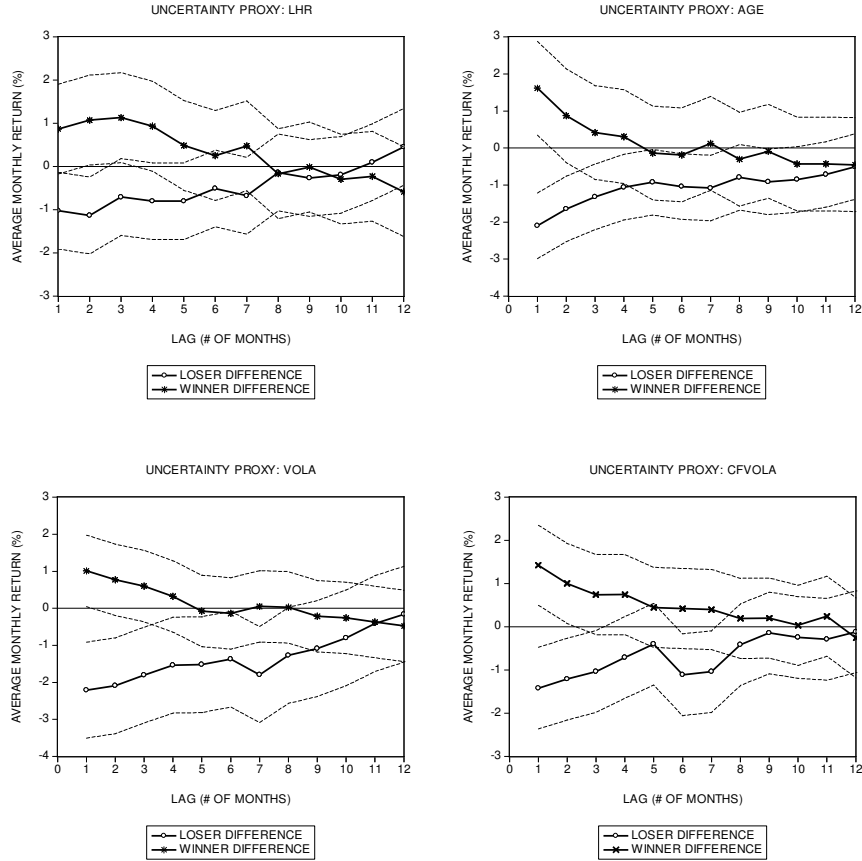 UNCERTAINTY PROXY: LHR
AVERAGE MONTHLY RETURN (%)
3
2
1
0
-1
-2
-3
1 2 3 4 5 6 7 8 9 10 11 12
LAG (# OF MONTHS)
LOSER DIFFERENCE
WINNER DIFFERENCE
UNCERTAINTY PROXY: AGE
AVERAGE MONTHLY RETURN (%)
3
2
1
0
-1
-2
-3
-4
0 1 2 3 4 5 6 7 8 9 10 11 12
LAG (# OF MONTHS)
LOSER DIFFERENCE
WINNER DIFFERENCE
UNCERTAINTY PROXY: VOLA
AVERAGE MONTHLY RETURN (%)
3
2
1
0
-1
-2
-3
-4
0 1 2 3 4 5 6 7 8 9 10 11 12
LAG (# OF MONTHS)
LOSER DIFFERENCE
WINNER DIFFERENCE
UNCERTAINTY PROXY: CFVOLA
AVERAGE MONTHLY RETURN (%)
3
2
1
0
-1
-2
-3
0 1 2 3 4 5 6 7 8 9 10 11 12
LAG (# OF MONTHS)
LOSER DIFFERENCE
WINNER DIFFERENCE